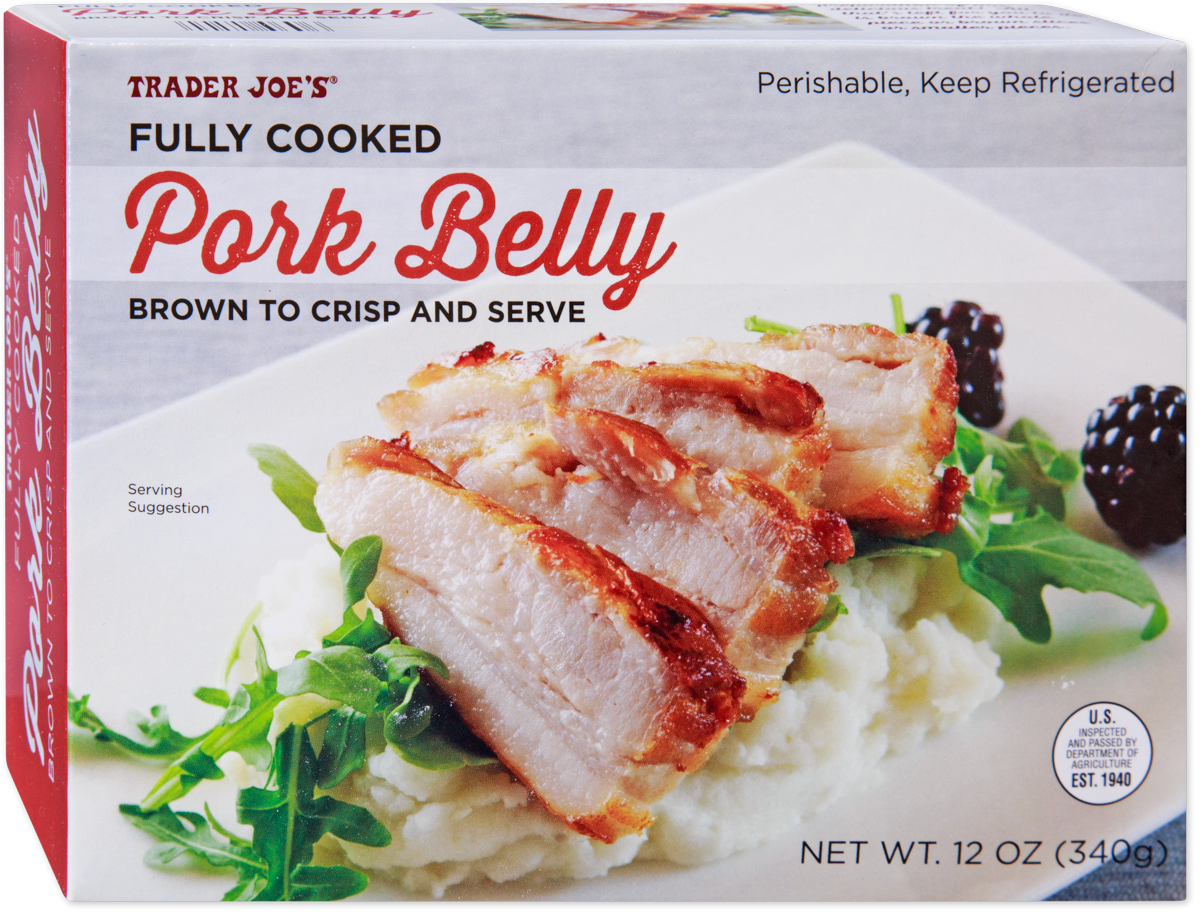 Pork Belly
TRADER JOE'S®
FULLY COOKED
Pork Belly
BROWN TO CRISP AND SERVE
Perishable, Keep Refrigerated
Serving
Suggestion
U.S.
INSPECTED
AND PASSED BY
DEPARTMENT OF
AGRICULTURE
EST. 1940
NET WT. 12 OZ (340g)
TRADER JOE'S
FULLY COOKED
Pork Belly
BROWN TO CRISP AND SERVE